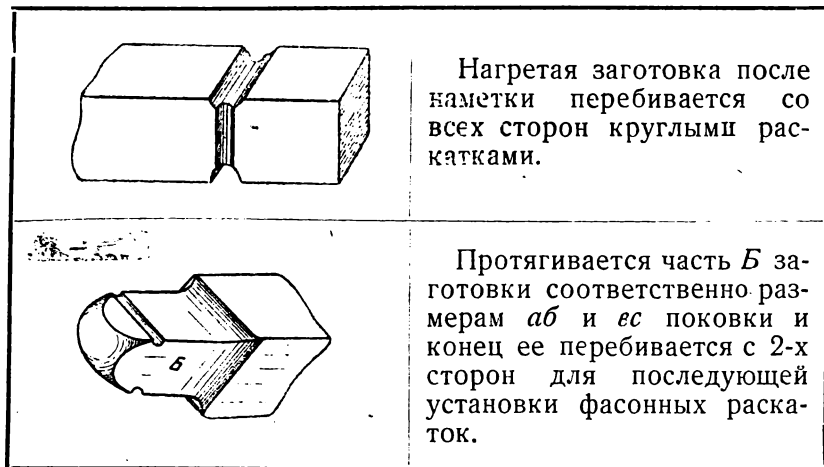 Нагретая заготовка после
наметки перебивается со
всех сторон круглыми рас-
катками.
Б
Протягивается часть Б за-
готовки соответственно раз-
мерам аб и вс поковки и
конец ее перебивается с 2-х
сторон для последующей
установки фасонных раска-
ток.